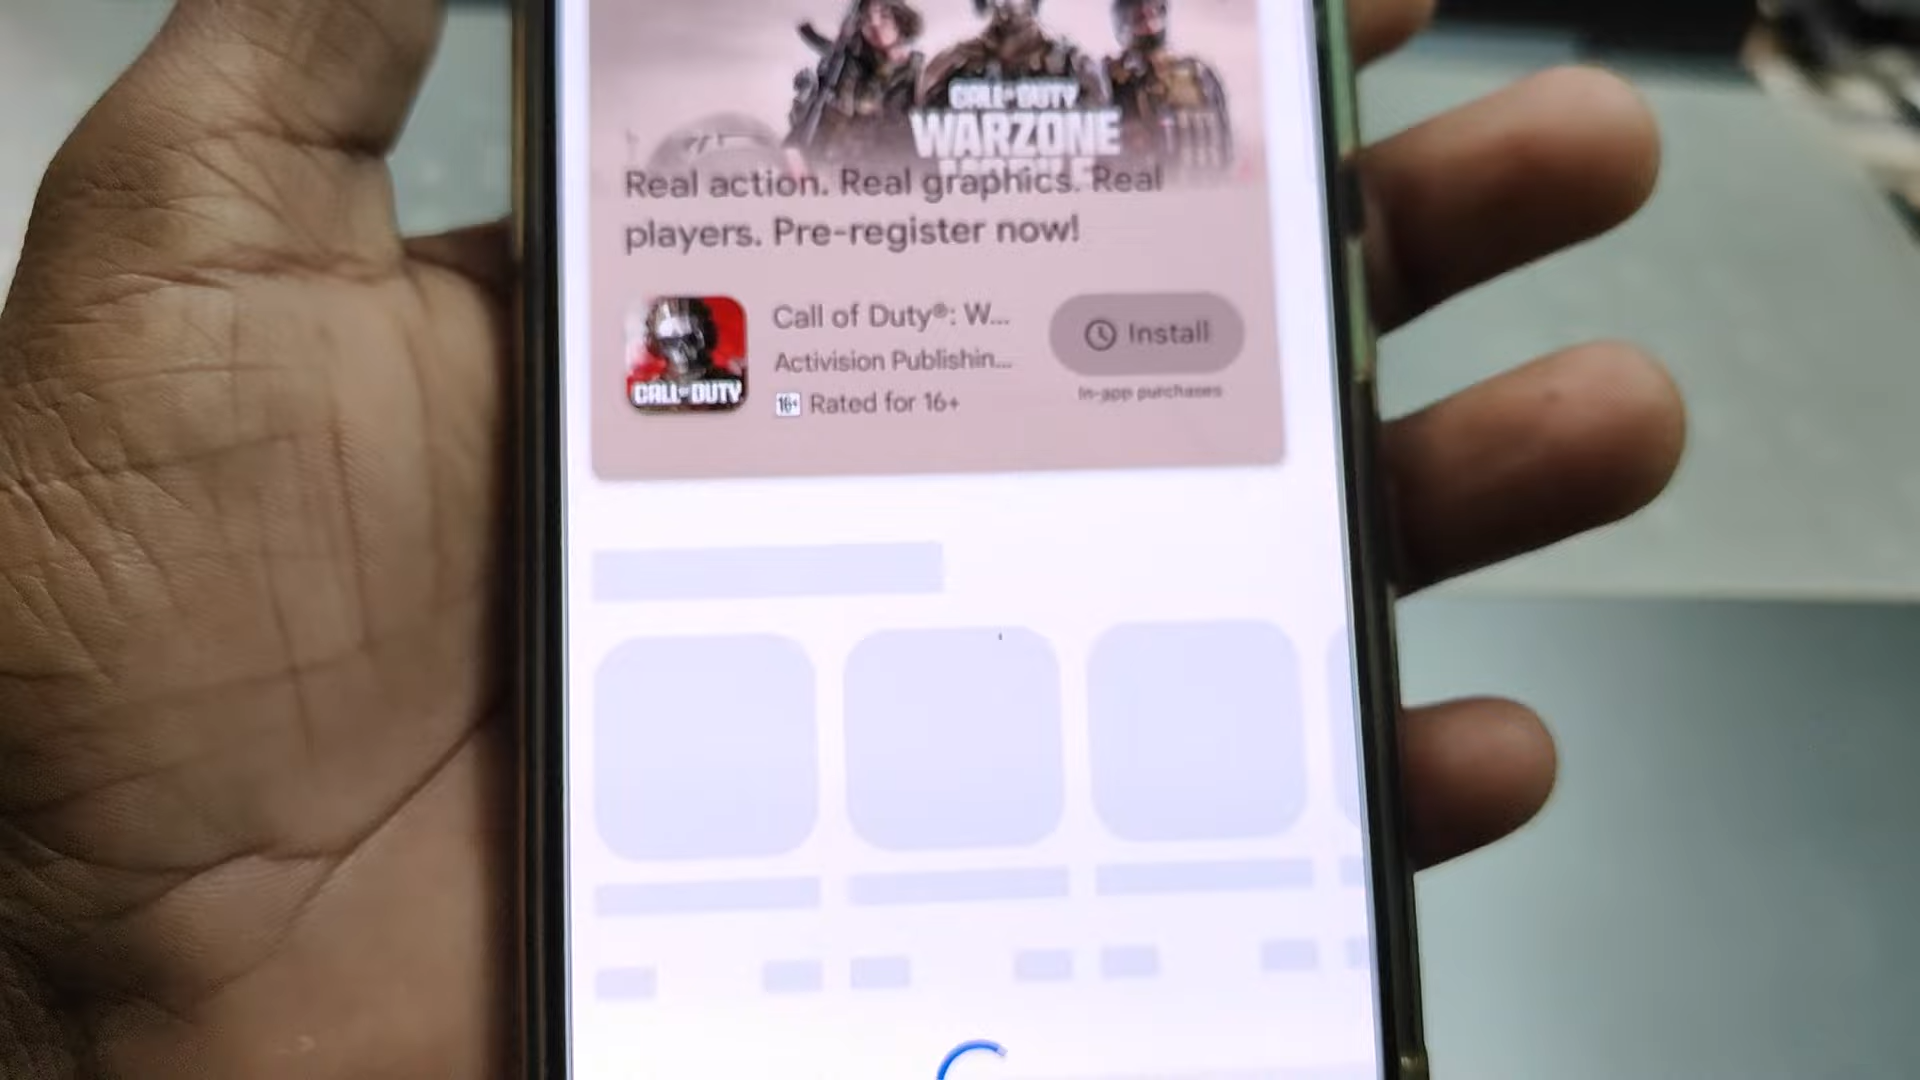 CALL OF DUTY
WARZONE
MOBILE
Real action. Real graphics. Real
players. Pre-register now!
Call of Duty®: W...
Activision Publishin...
16+ Rated for 16+
Install
In-app purchases
CALL OF DUTY